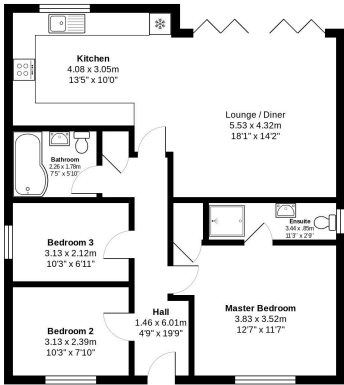 Kitchen
4.08 x 3.05m
13'5" x 10'0"
Lounge / Diner
5.53 x 4.32m
18'1" x 14'2"
Bathroom
2.26 x 1.78m
7'5" x 5'10"
Ensuite
3.44 x .85m
11'3" x 2'9"
Bedroom 3
3.13 x 2.12m
10'3" x 6'11"
Hall
1.46 x 6.01m
4'9" x 19'9"
Master Bedroom
3.83 x 3.52m
12'7" x 11'7"
Bedroom 2
3.13 x 2.39m
10'3" x 7'10"